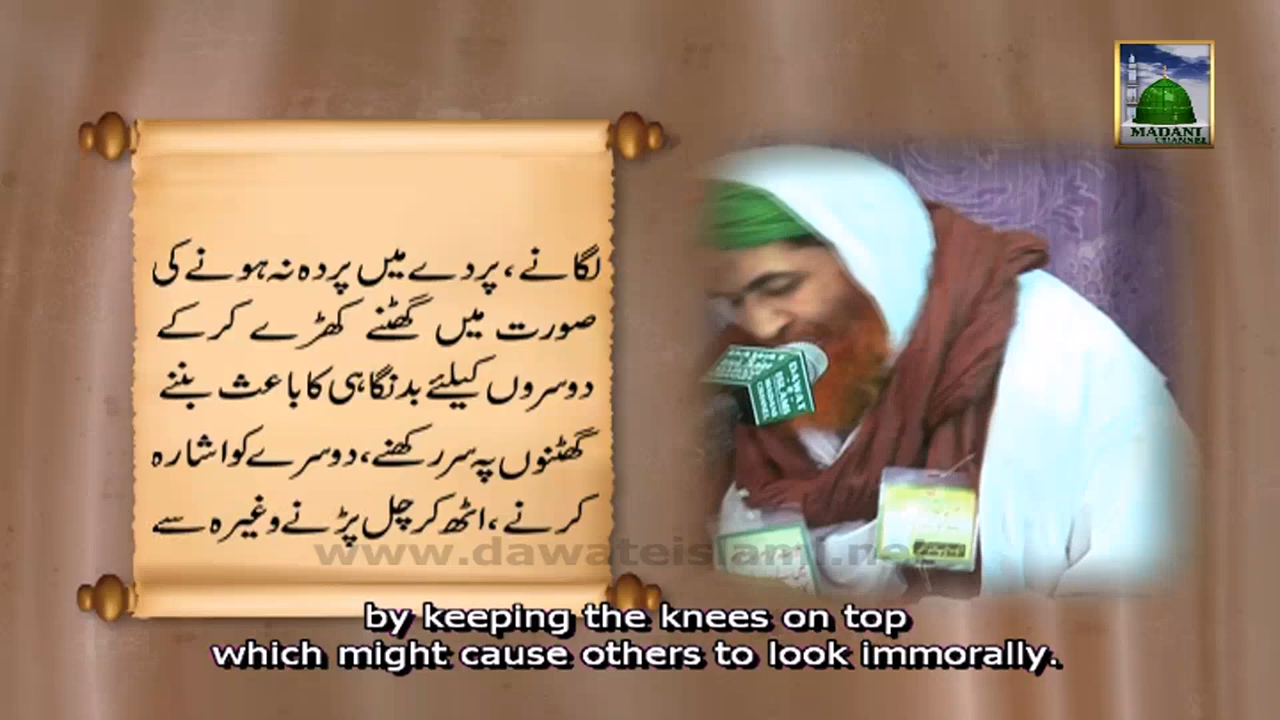 MADANI
CHANNEL
لگانے، پردے میں پردہ نہ ہونے کی
صورت میں گھٹنے کھڑے کر کے
دوسروں کیلئے بدنگاہی کا باعث بننے
گھٹنوں پہ سر رکھنے، دوسرے کو اشارہ
کرنے، اٹھ کر چل پڑنے وغیرہ سے
DAWAT
ISLAMI
www.dawateislami.net
by keeping the knees on top
which might cause others to look immorally.